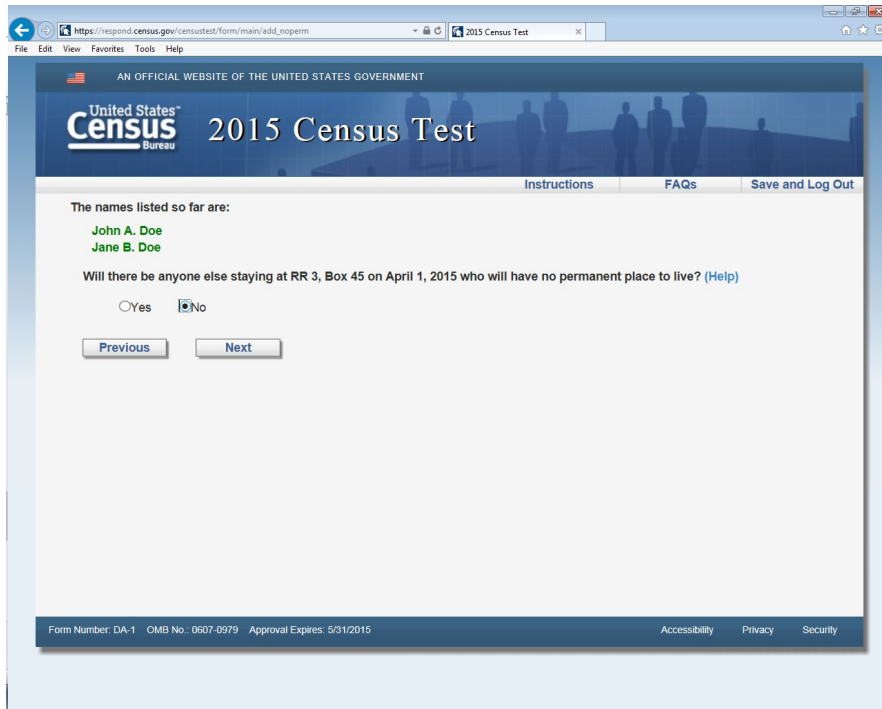 https://respond.census.gov/censustest/form/main/add_noperm
2015 Census Test
File Edit View Favorites Tools Help
AN OFFICIAL WEBSITE OF THE UNITED STATES GOVERNMENT
United States™
Census
Bureau
2015 Census Test
Instructions FAQs Save and Log Out
The names listed so far are:
John A. Doe
Jane B. Doe
Will there be anyone else staying at RR 3, Box 45 on April 1, 2015 who will have no permanent place to live? (Help)
Yes No
Previous Next
Form Number: DA-1 OMB No.: 0607-0979 Approval Expires: 5/31/2015 Accessibility Privacy Security